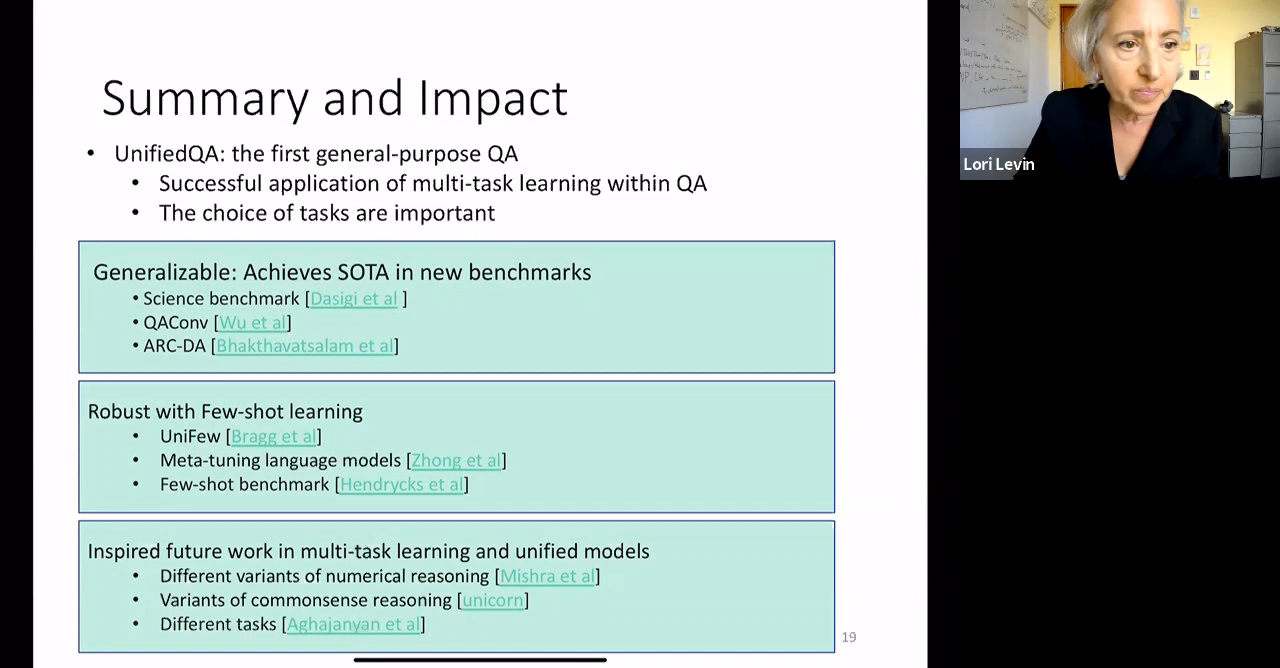 Summary and Impact
• UnifiedQA: the first general-purpose QA
• Successful application of multi-task learning within QA
• The choice of tasks are important
Generalizable: Achieves SOTA in new benchmarks
• Science benchmark [Dasigi et al ]
• QAConv [Wu et al]
• ARC-DA [Bhakthavatsalam et al]
Robust with Few-shot learning
• UniFew [Bragg et al]
• Meta-tuning language models [Zhong et al]
• Few-shot benchmark [Hendrycks et al]
Inspired future work in multi-task learning and unified models
• Different variants of numerical reasoning [Mishra et al]
• Variants of commonsense reasoning [unicorn]
• Different tasks [Aghajanyan et al]
19
Lori Levin